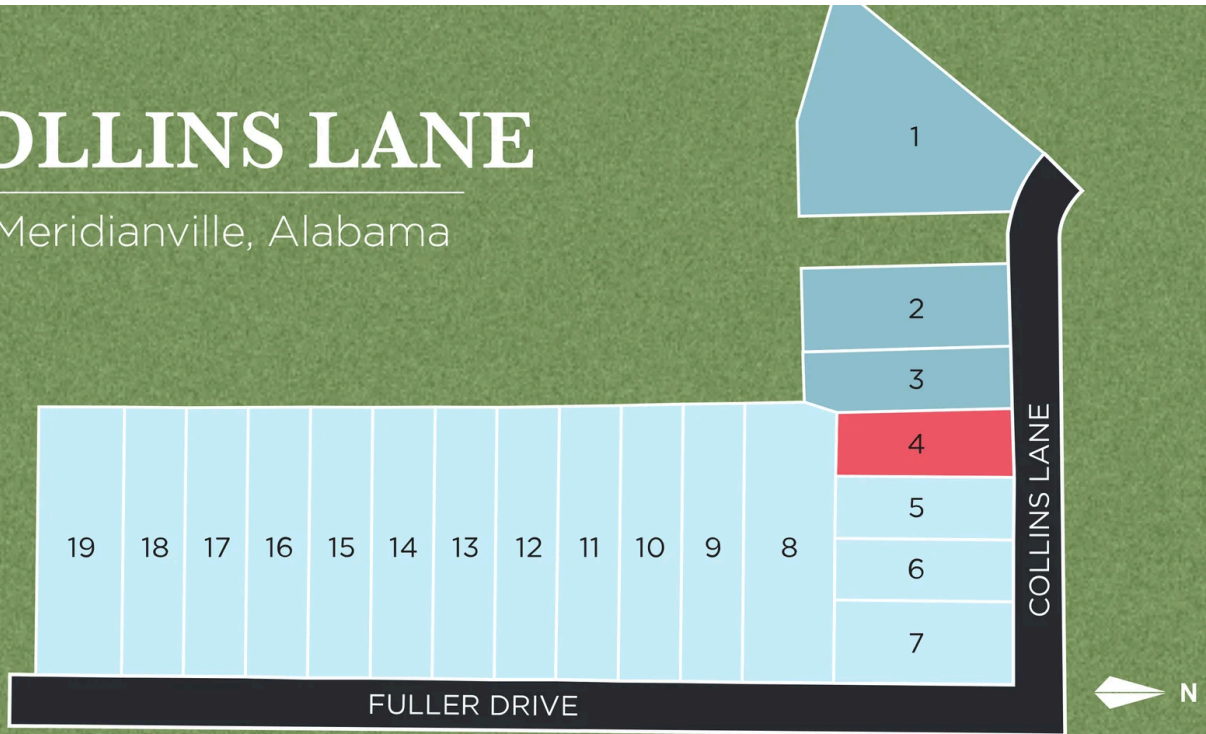 OLLINS LANE
Meridianville, Alabama
1
2
3
4
5
6
7
19 18 17 16 15 14 13 12 11 10 9 8
COLLINS LANE
FULLER DRIVE
N